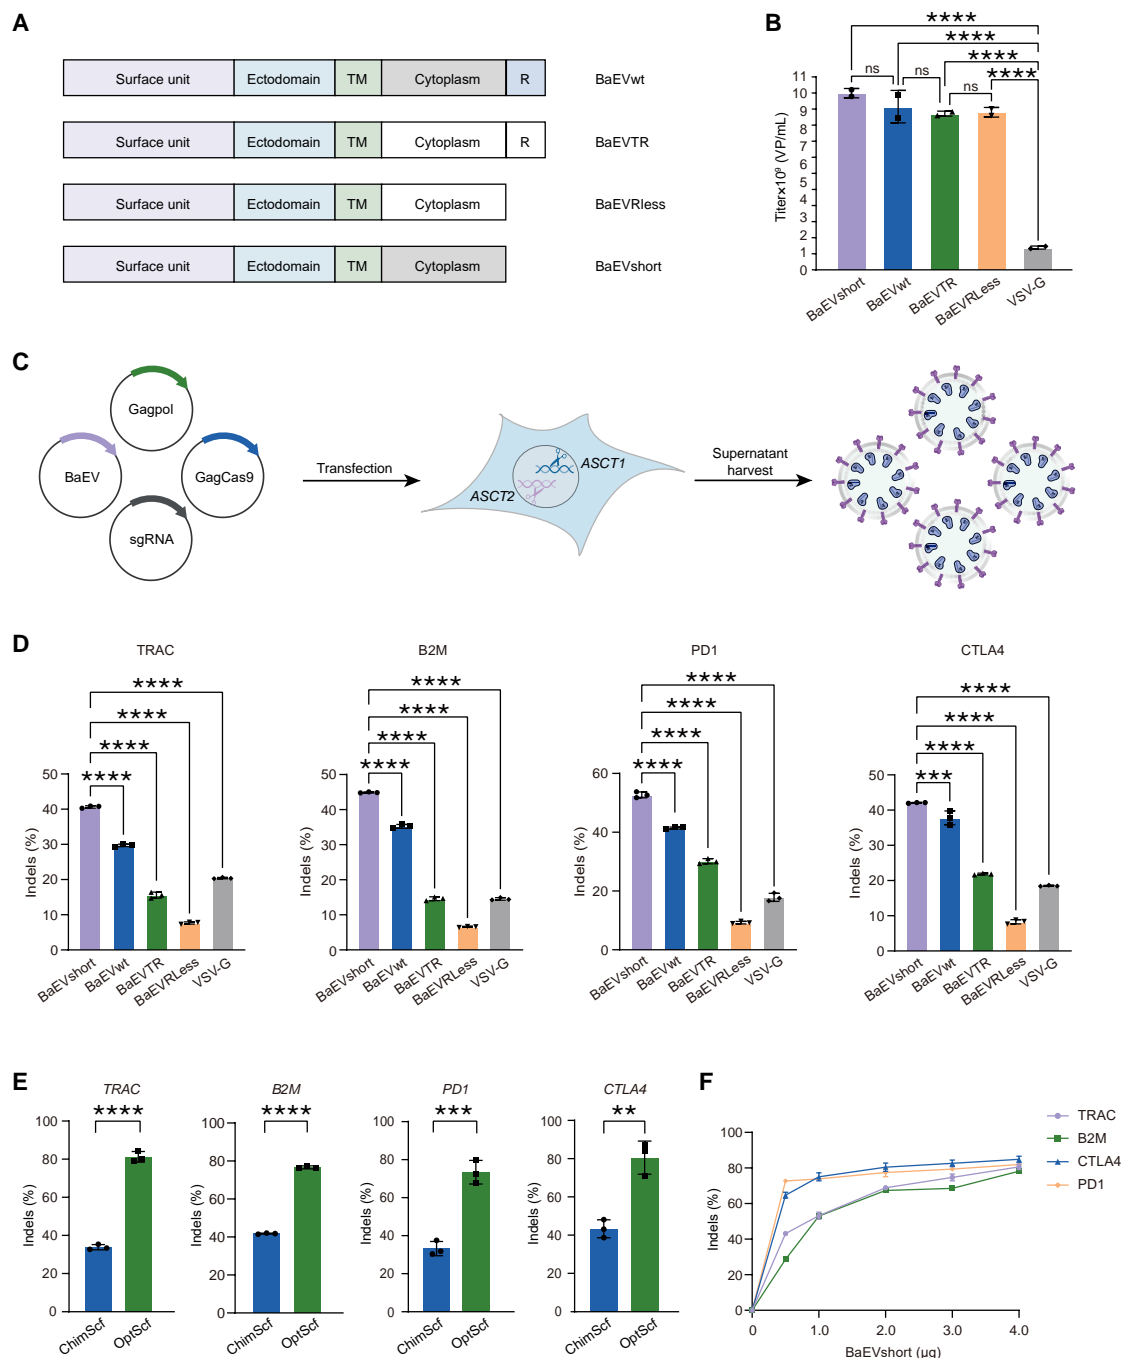 A
Surface unit Ectodomain TM Cytoplasm R BaEVwt
Surface unit Ectodomain TM Cytoplasm R BaEVTR
Surface unit Ectodomain TM Cytoplasm BaEVRless
Surface unit Ectodomain TM Cytoplasm BaEVshort
B
****
****
****
****
ns ns ns
Titer×10⁹ (VP/mL)
11
10
9
8
7
6
5
4
3
2
1
0
BaEVshort BaEVwt BaEVTR BaEVRLess VSV-G
C
Gagpol
BaEV
GagCas9
sgRNA
Transfection
ASCT1
ASCT2
Supernatant
harvest
D
TRAC
****
****
****
****
Indels (%)
50
40
30
20
10
0
BaEVshort BaEVwt BaEVTR BaEVRLess VSV-G
B2M
****
****
****
****
Indels (%)
50
40
30
20
10
0
BaEVshort BaEVwt BaEVTR BaEVRLess VSV-G
PD1
****
****
****
****
Indels (%)
60
40
20
0
BaEVshort BaEVwt BaEVTR BaEVRLess VSV-G
CTLA4
****
****
****
***
Indels (%)
50
40
30
20
10
0
BaEVshort BaEVwt BaEVTR BaEVRLess VSV-G
E
TRAC
****
Indels (%)
100
80
60
40
20
0
ChimScf OptScf
B2M
****
Indels (%)
100
80
60
40
20
0
ChimScf OptScf
PD1
***
Indels (%)
100
80
60
40
20
0
ChimScf OptScf
CTLA4
**
Indels (%)
100
80
60
40
20
0
ChimScf OptScf
F
TRAC
B2M
CTLA4
PD1
Indels (%)
100
80
60
40
20
0
0 1.0 2.0 3.0 4.0
BaEVshort (μg)